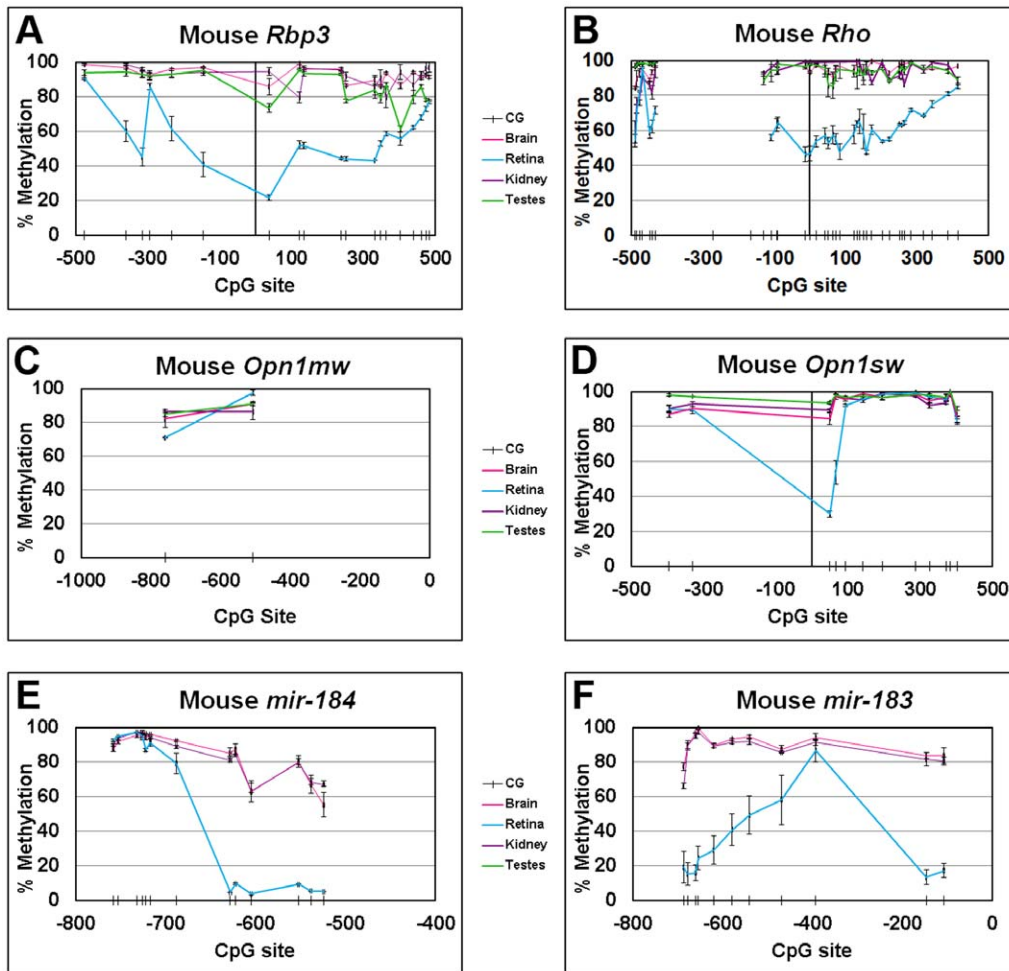 A Mouse Rbp3
% Methylation
100
80
60
40
20
0
-500 -300 -100 100 300 500
CpG site
CG
Brain
Retina
Kidney
Testes
B Mouse Rho
% Methylation
100
80
60
40
20
0
-500 -300 -100 100 300 500
CpG site
C Mouse Opn1mw
% Methylation
100
80
60
40
20
0
-1000 -800 -600 -400 -200 0
CpG Site
CG
Brain
Retina
Kidney
Testes
D Mouse Opn1sw
% Methylation
100
80
60
40
20
0
-500 -300 -100 100 300 500
CpG site
E Mouse mir-184
% Methylation
100
80
60
40
20
0
-800 -700 -600 -500 -400
CpG site
CG
Brain
Retina
Kidney
Testes
F Mouse mir-183
% Methylation
100
80
60
40
20
0
-800 -600 -400 -200 0
CpG site